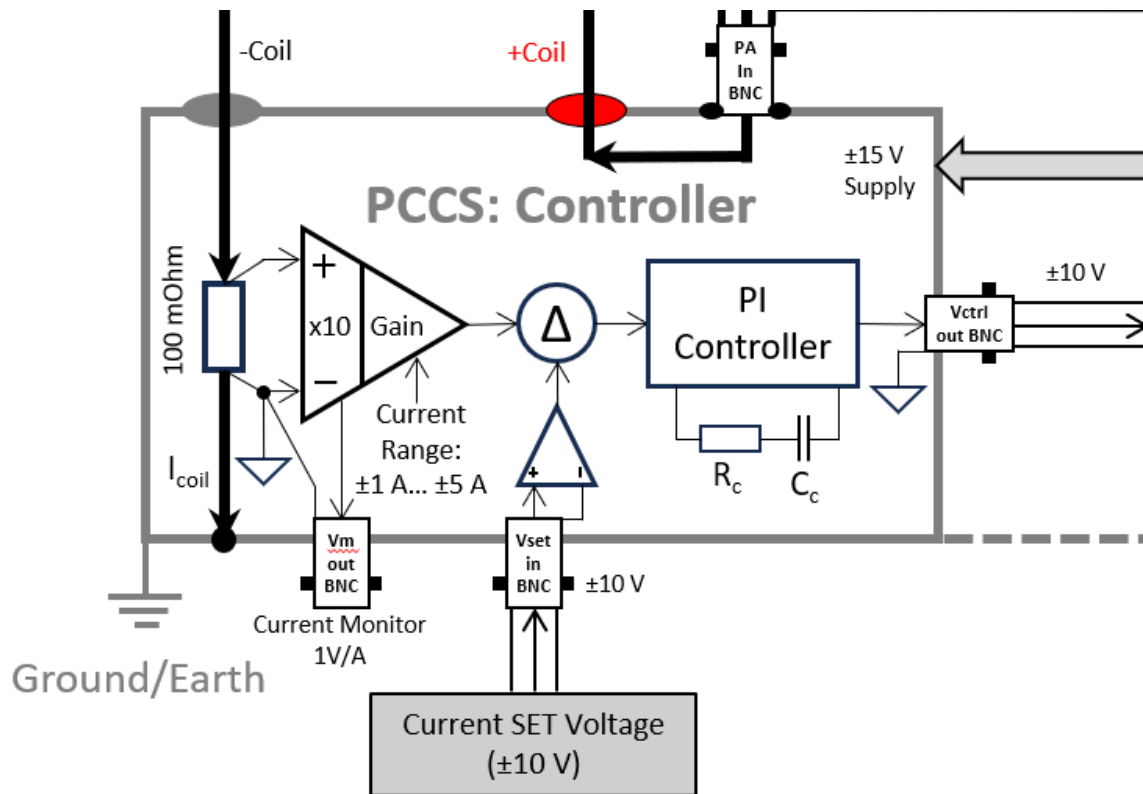 -Coil
+Coil
PA
In
BNC
±15 V
Supply
PCCS: Controller
100 mOhm
+
x10
−
Gain
Δ
PI
Controller
±10 V
Vctrl
out BNC
Current
Range:
±1 A... ±5 A
+
-
Rc
Cc
Icoil
Vm
out
BNC
Vset
in
BNC
±10 V
Current Monitor
1V/A
Ground/Earth
Current SET Voltage
(±10 V)